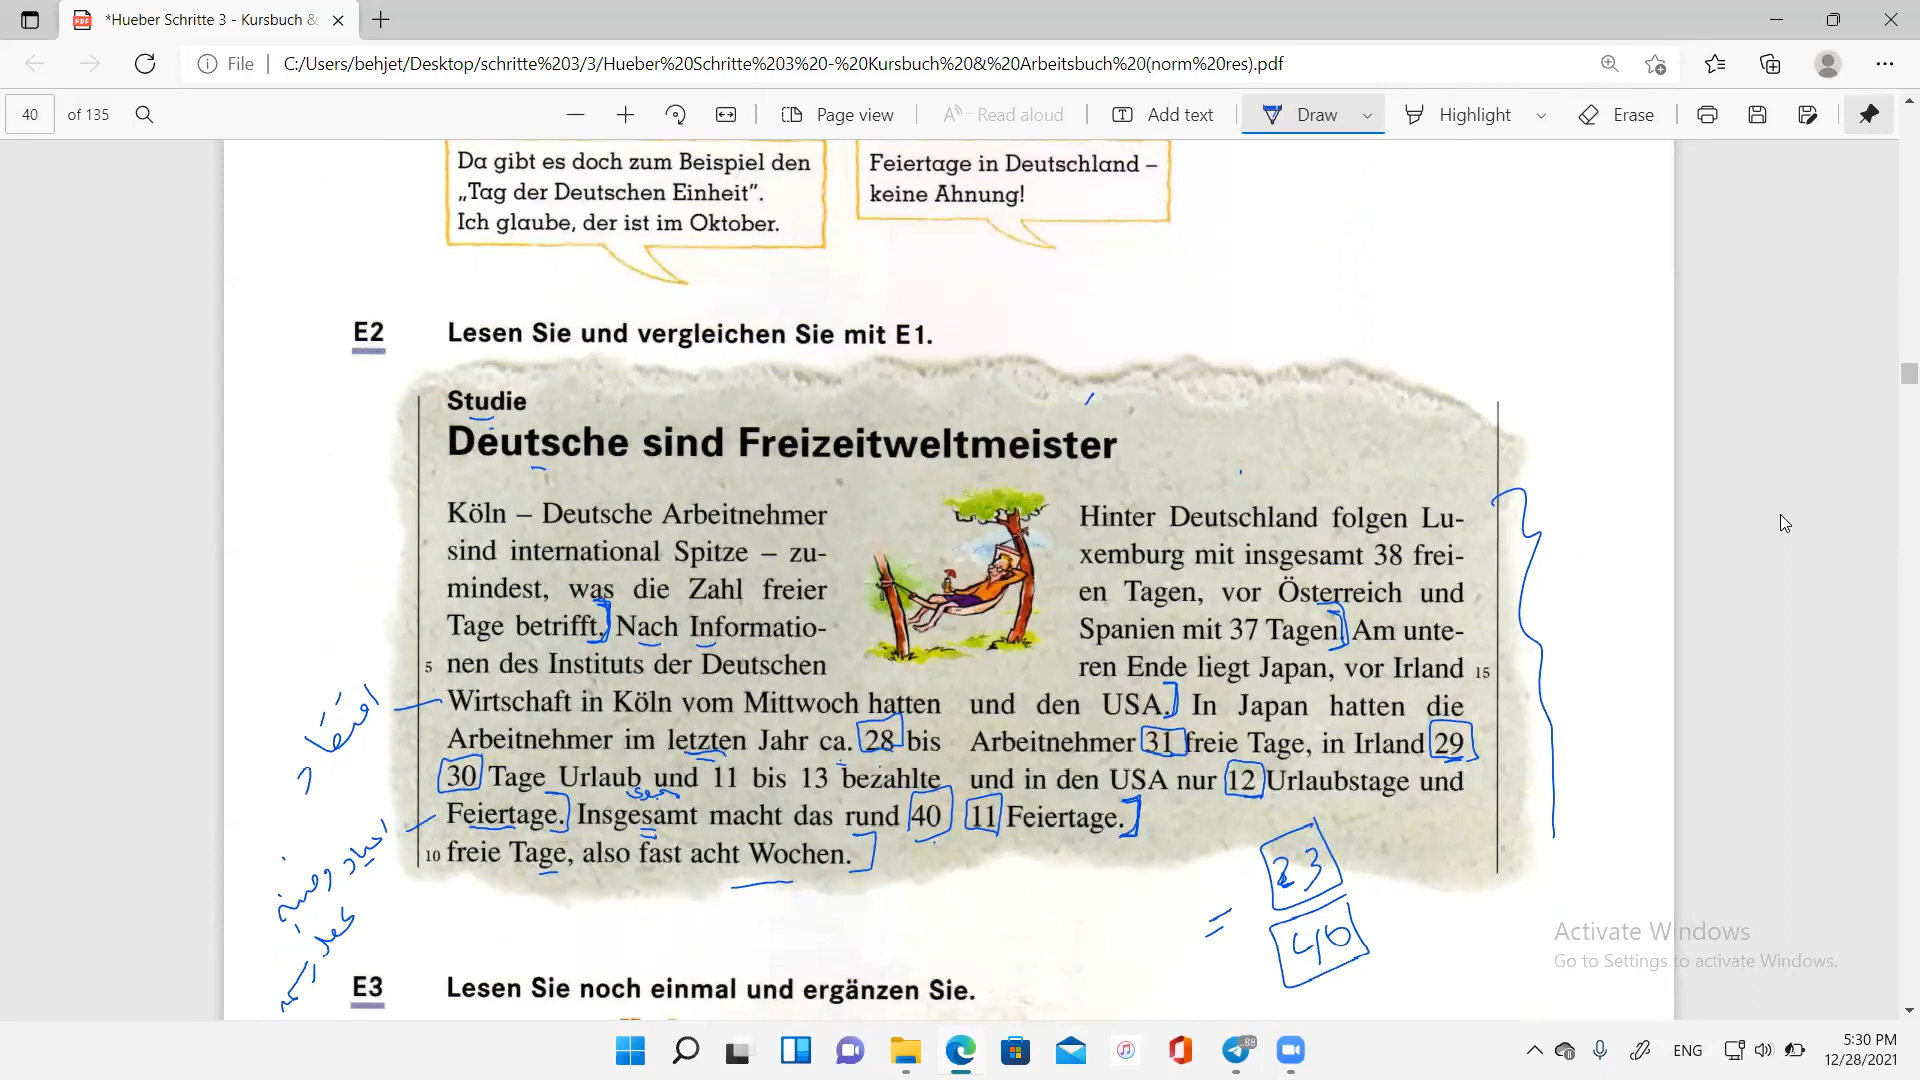 *Hueber Schritte 3 - Kursbuch &
File
C:/Users/behjet/Desktop/schritte%203/3/Hueber%20Schritte%203%20-%20Kursbuch%20&%20Arbeitsbuch%20(norm%20res).pdf
40 of 135
Page view
Read aloud
Add text
Draw
Highlight
Erase
Da gibt es doch zum Beispiel den
„Tag der Deutschen Einheit“.
Ich glaube, der ist im Oktober.
Feiertage in Deutschland –
keine Ahnung!
E2 Lesen Sie und vergleichen Sie mit E1.
Studie
Deutsche sind Freizeitweltmeister
Köln – Deutsche Arbeitnehmer
sind international Spitze – zu-
mindest, was die Zahl freier
Tage betrifft. Nach Informatio-
5 nen des Instituts der Deutschen
Wirtschaft in Köln vom Mittwoch hatten
Arbeitnehmer im letzten Jahr ca. 28 bis
30 Tage Urlaub und 11 bis 13 bezahlte
Feiertage. Insgesamt macht das rund 40
10 freie Tage, also fast acht Wochen.
Hinter Deutschland folgen Lu-
xemburg mit insgesamt 38 frei-
en Tagen, vor Österreich und
Spanien mit 37 Tagen. Am unte-
ren Ende liegt Japan, vor Irland 15
und den USA. In Japan hatten die
Arbeitnehmer 31 freie Tage, in Irland 29
und in den USA nur 12 Urlaubstage und
11 Feiertage.
= 23
40
E3 Lesen Sie noch einmal und ergänzen Sie.
Activate Windows
Go to Settings to activate Windows.
88
ENG
5:30 PM
12/28/2021